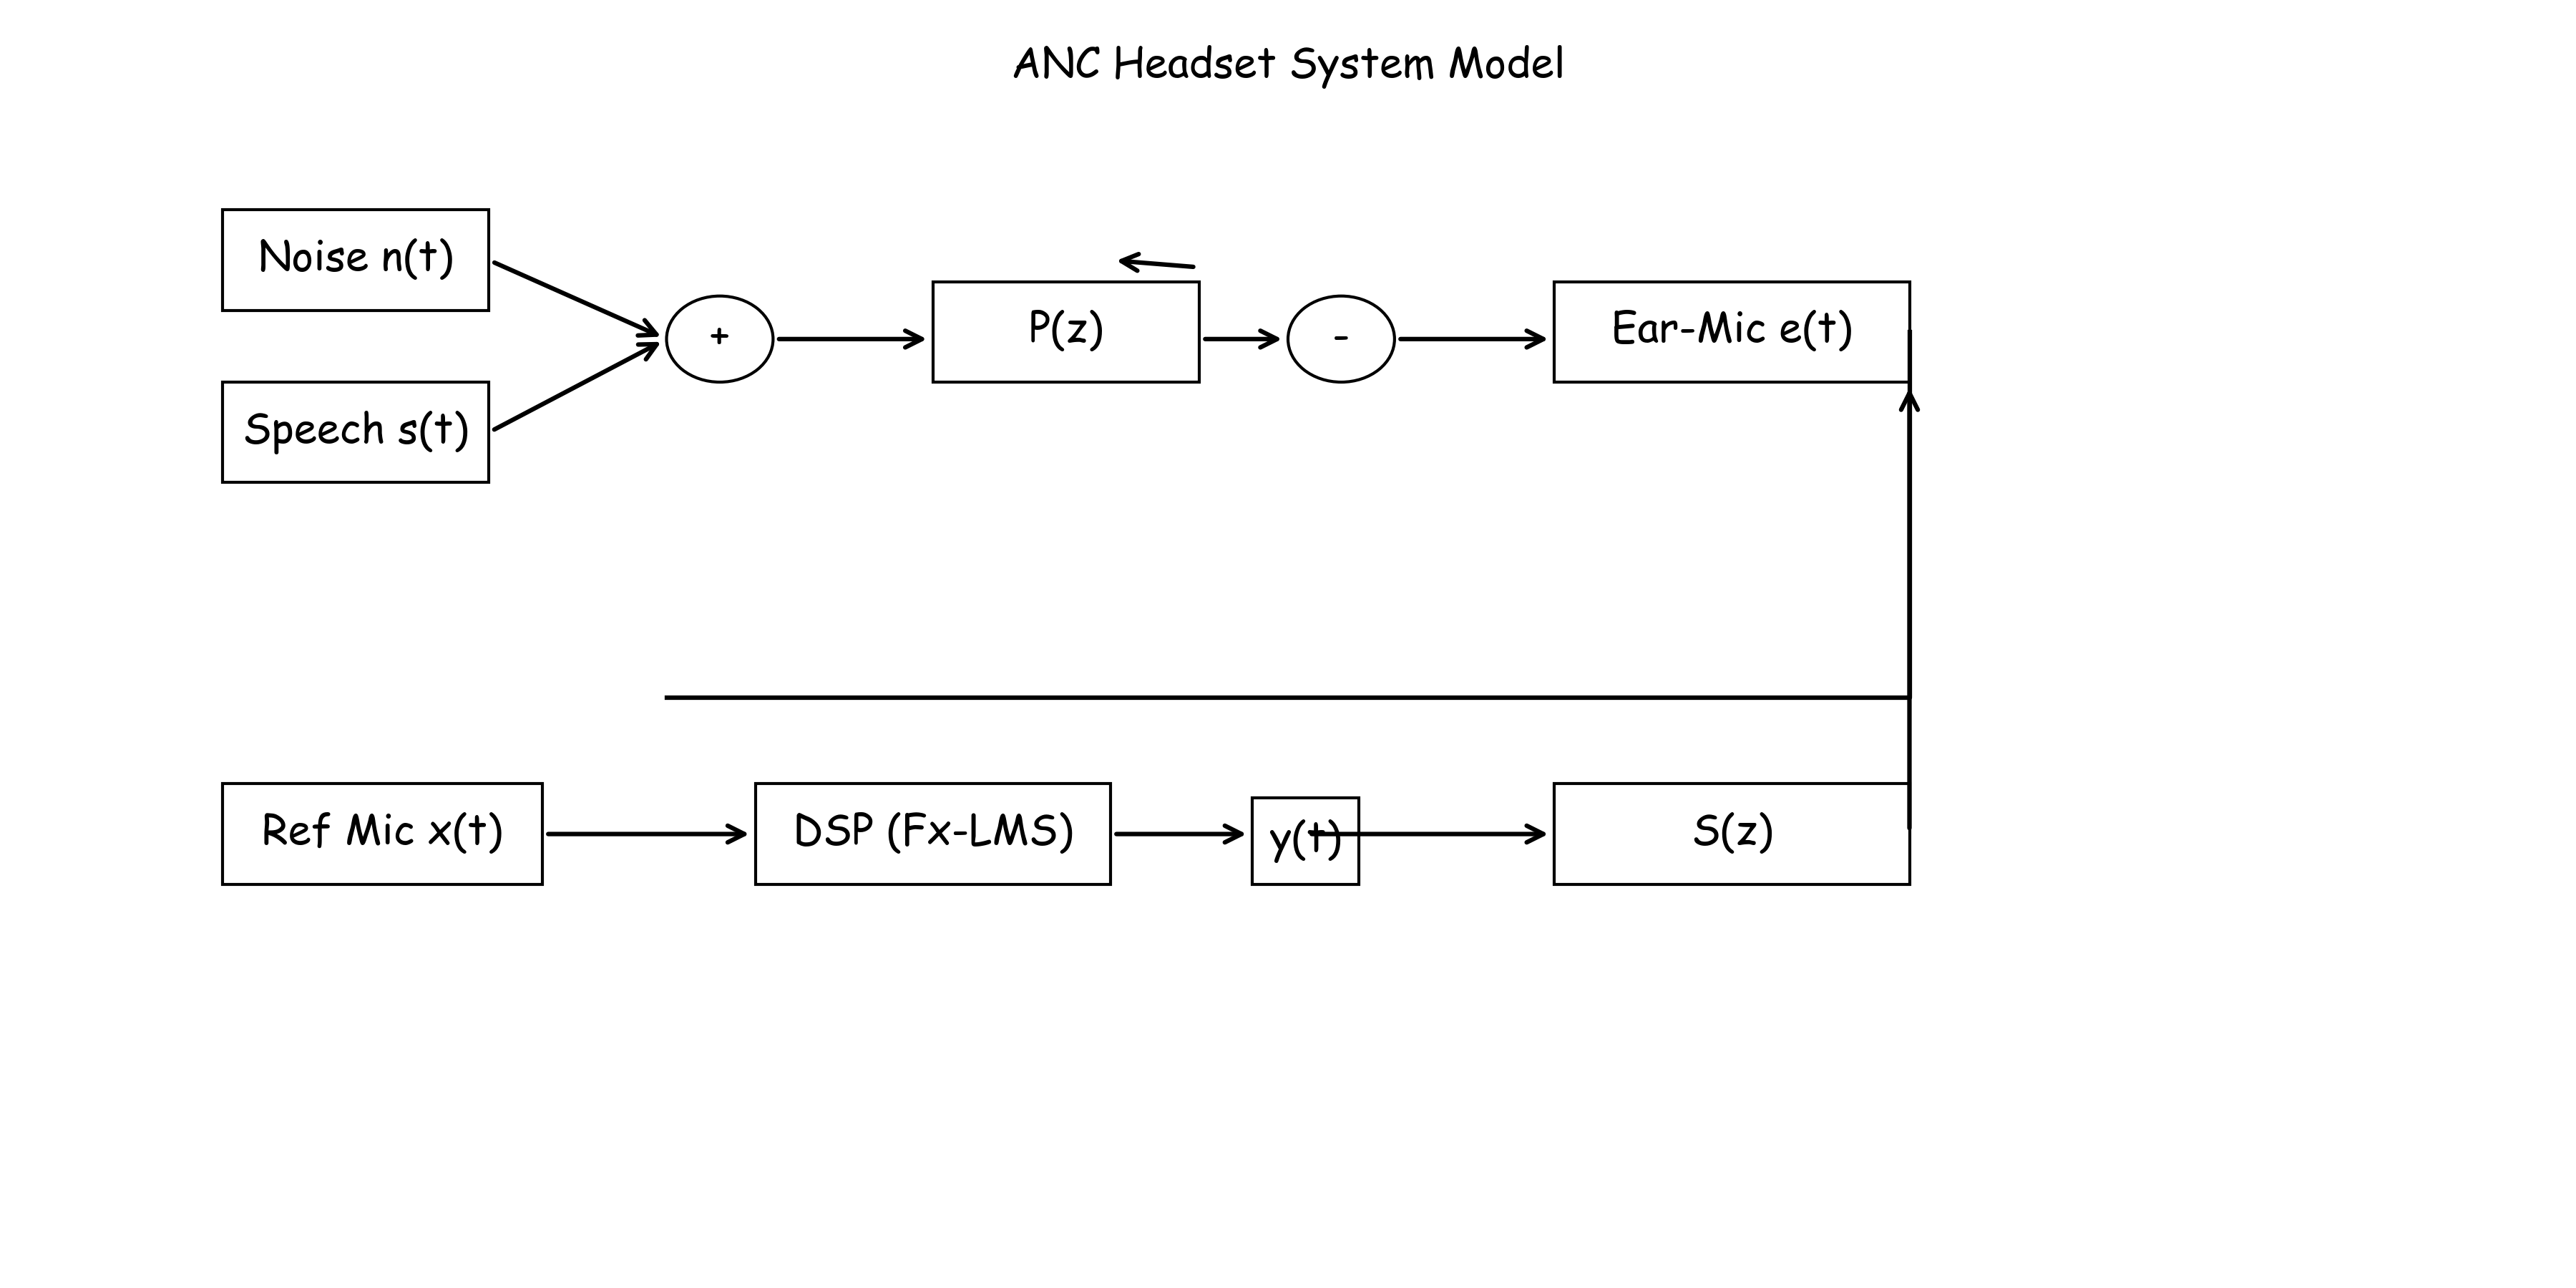 ANC Headset System Model
Noise n(t)
Speech s(t)
+
P(z)
-
Ear-Mic e(t)
Ref Mic x(t)
DSP (Fx-LMS)
y(t)
S(z)